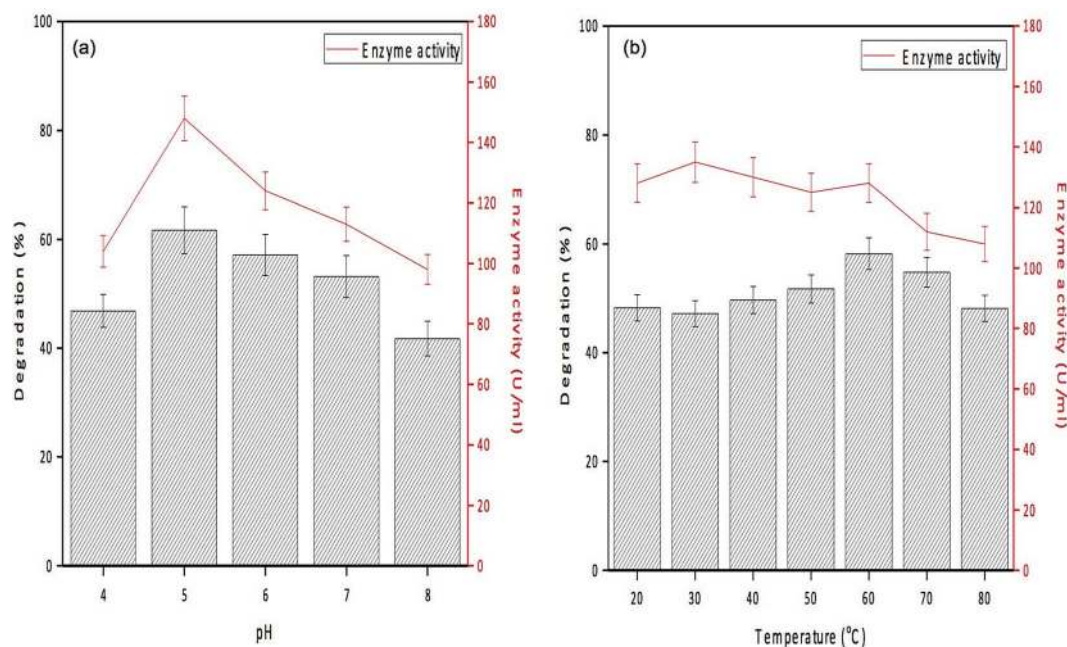 (a)
Enzyme activity
100
80
60
40
20
0
Degradation (%)
180
160
140
120
100
80
60
40
20
0
Enzyme activity (U/ml)
4 5 6 7 8
pH
(b)
Enzyme activity
100
80
60
40
20
0
Degradation (%)
180
160
140
120
100
80
60
40
20
0
Enzyme activity (U/ml)
20 30 40 50 60 70 80
Temperature (°C)